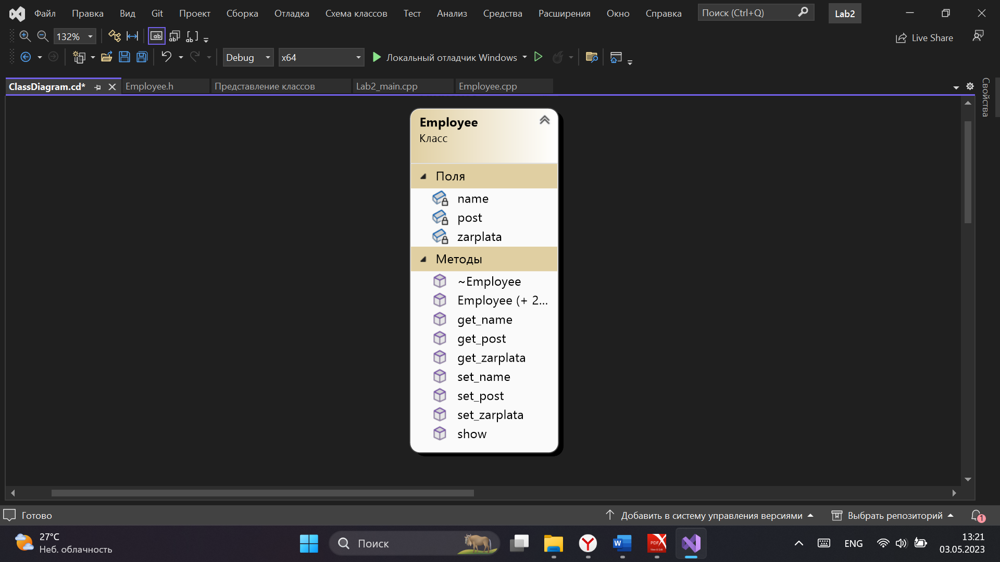 Файл Правка Вид Git Проект Сборка Отладка Схема классов Тест Анализ Средства Расширения Окно Справка Поиск (Ctrl+Q) Lab2
132% Live Share
Debug x64 Локальный отладчик Windows
ClassDiagram.cd* Employee.h Представление классов Lab2_main.cpp Employee.cpp
Свойства
Employee
Класс
Поля
name
post
zarplata
Методы
~Employee
Employee (+ 2...
get_name
get_post
get_zarplata
set_name
set_post
set_zarplata
show
Готово Добавить в систему управления версиями Выбрать репозиторий 1
27°C
Неб. облачность
Поиск
ENG
13:21
03.05.2023